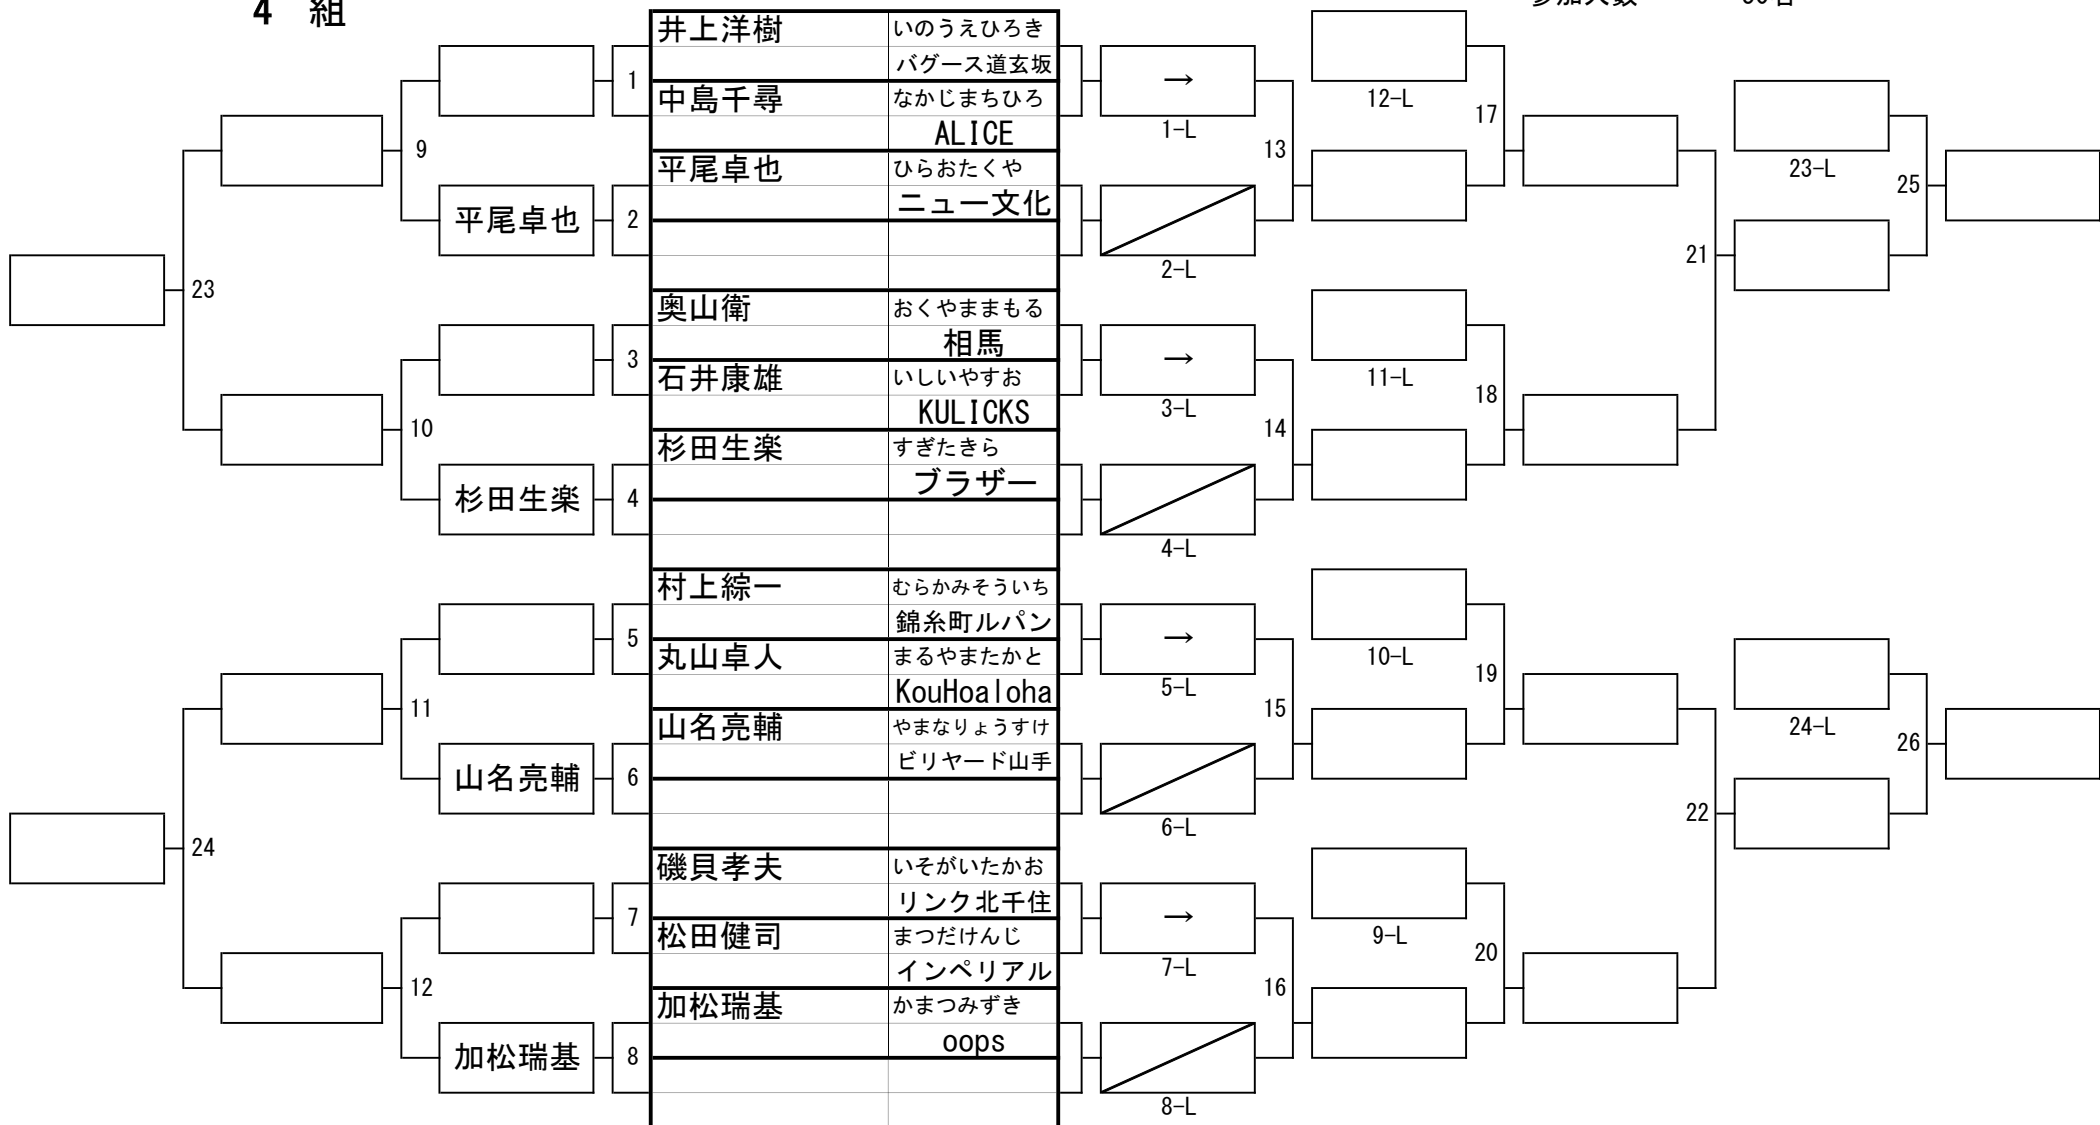 4 組
参加人数
井上洋樹 いのうえひろき
バグース道玄坂
1
→
12-L
17
中島千尋 なかじまちひろ
ALICE
1-L
9
13
平尾卓也 ひらおたくや
ニュー文化
23-L
25
平尾卓也 2
2-L
21
23
奥山衛 おくやままもる
相馬
3
→
11-L
18
石井康雄 いしいやすお
KULICKS
3-L
10
14
杉田生楽 すぎたきら
ブラザー
杉田生楽 4
4-L
村上綜一 むらかみそういち
錦糸町ルパン
5
→
10-L
19
丸山卓人 まるやまたかと
KouHoaloha
5-L
11
15
山名亮輔 やまなりょうすけ
ビリヤード山手
24-L
26
山名亮輔 6
6-L
22
24
磯貝孝夫 いそがいたかお
リンク北千住
7
→
9-L
20
松田健司 まつだけんじ
インペリアル
7-L
12
16
加松瑞基 かまつみずき
oops
加松瑞基 8
8-L